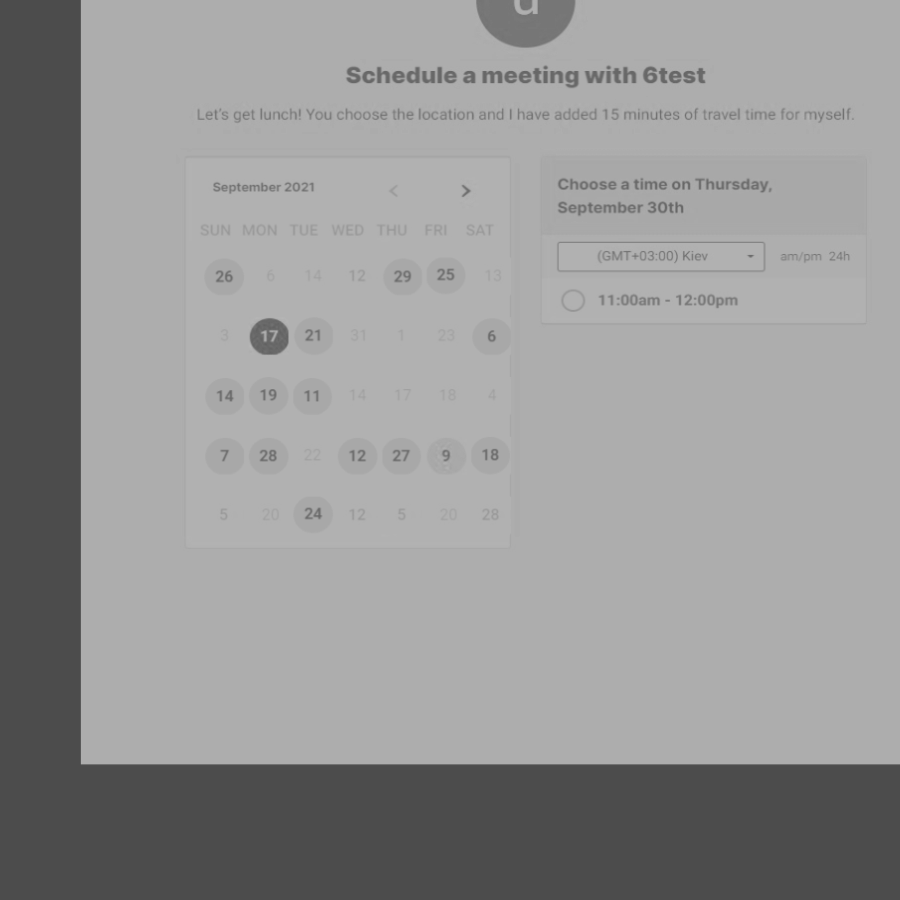 d
Schedule a meeting with 6test
Let's get lunch! You choose the location and I have added 15 minutes of travel time for myself.
September 2021 < >
SUN MON TUE WED THU FRI SAT
26 6 14 12 29 25 13
3 17 21 31 1 23 6
14 19 11 14 17 18 4
7 28 22 12 27 9 18
5 20 24 12 5 20 28
Choose a time on Thursday,
September 30th
(GMT+03:00) Kiev am/pm 24h
11:00am - 12:00pm